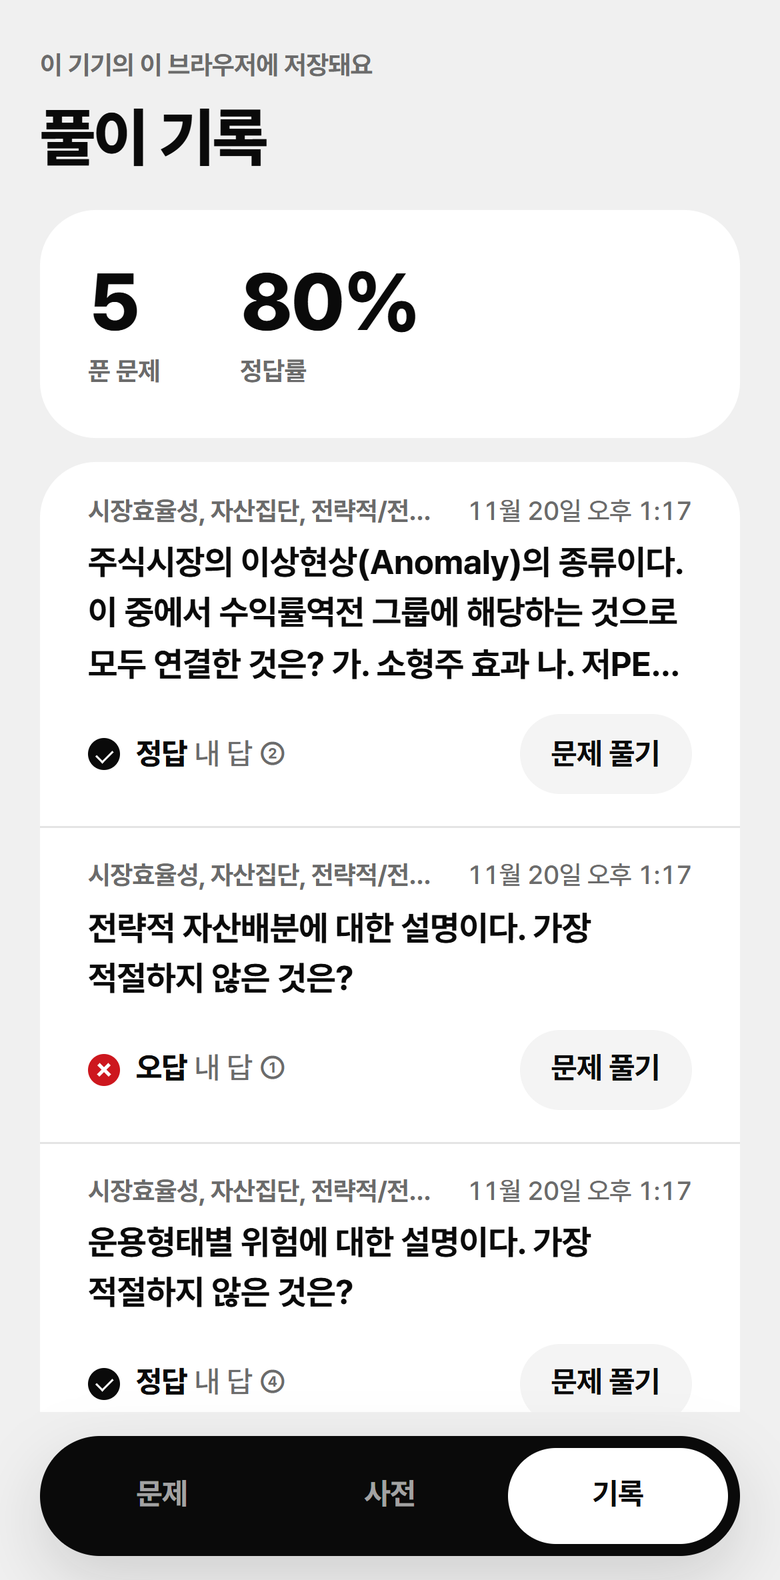 이 기기의 이 브라우저에 저장돼요
풀이 기록
5 80%
푼 문제 정답률
시장효율성, 자산집단, 전략적/전... 11월 20일 오후 1:17
주식시장의 이상현상(Anomaly)의 종류이다.
이 중에서 수익률역전 그룹에 해당하는 것으로
모두 연결한 것은? 가. 소형주 효과 나. 저PE...
정답 내 답 ② 문제 풀기
시장효율성, 자산집단, 전략적/전... 11월 20일 오후 1:17
전략적 자산배분에 대한 설명이다. 가장
적절하지 않은 것은?
오답 내 답 ① 문제 풀기
시장효율성, 자산집단, 전략적/전... 11월 20일 오후 1:17
운용형태별 위험에 대한 설명이다. 가장
적절하지 않은 것은?
정답 내 답 ④ 문제 풀기
문제 사전 기록